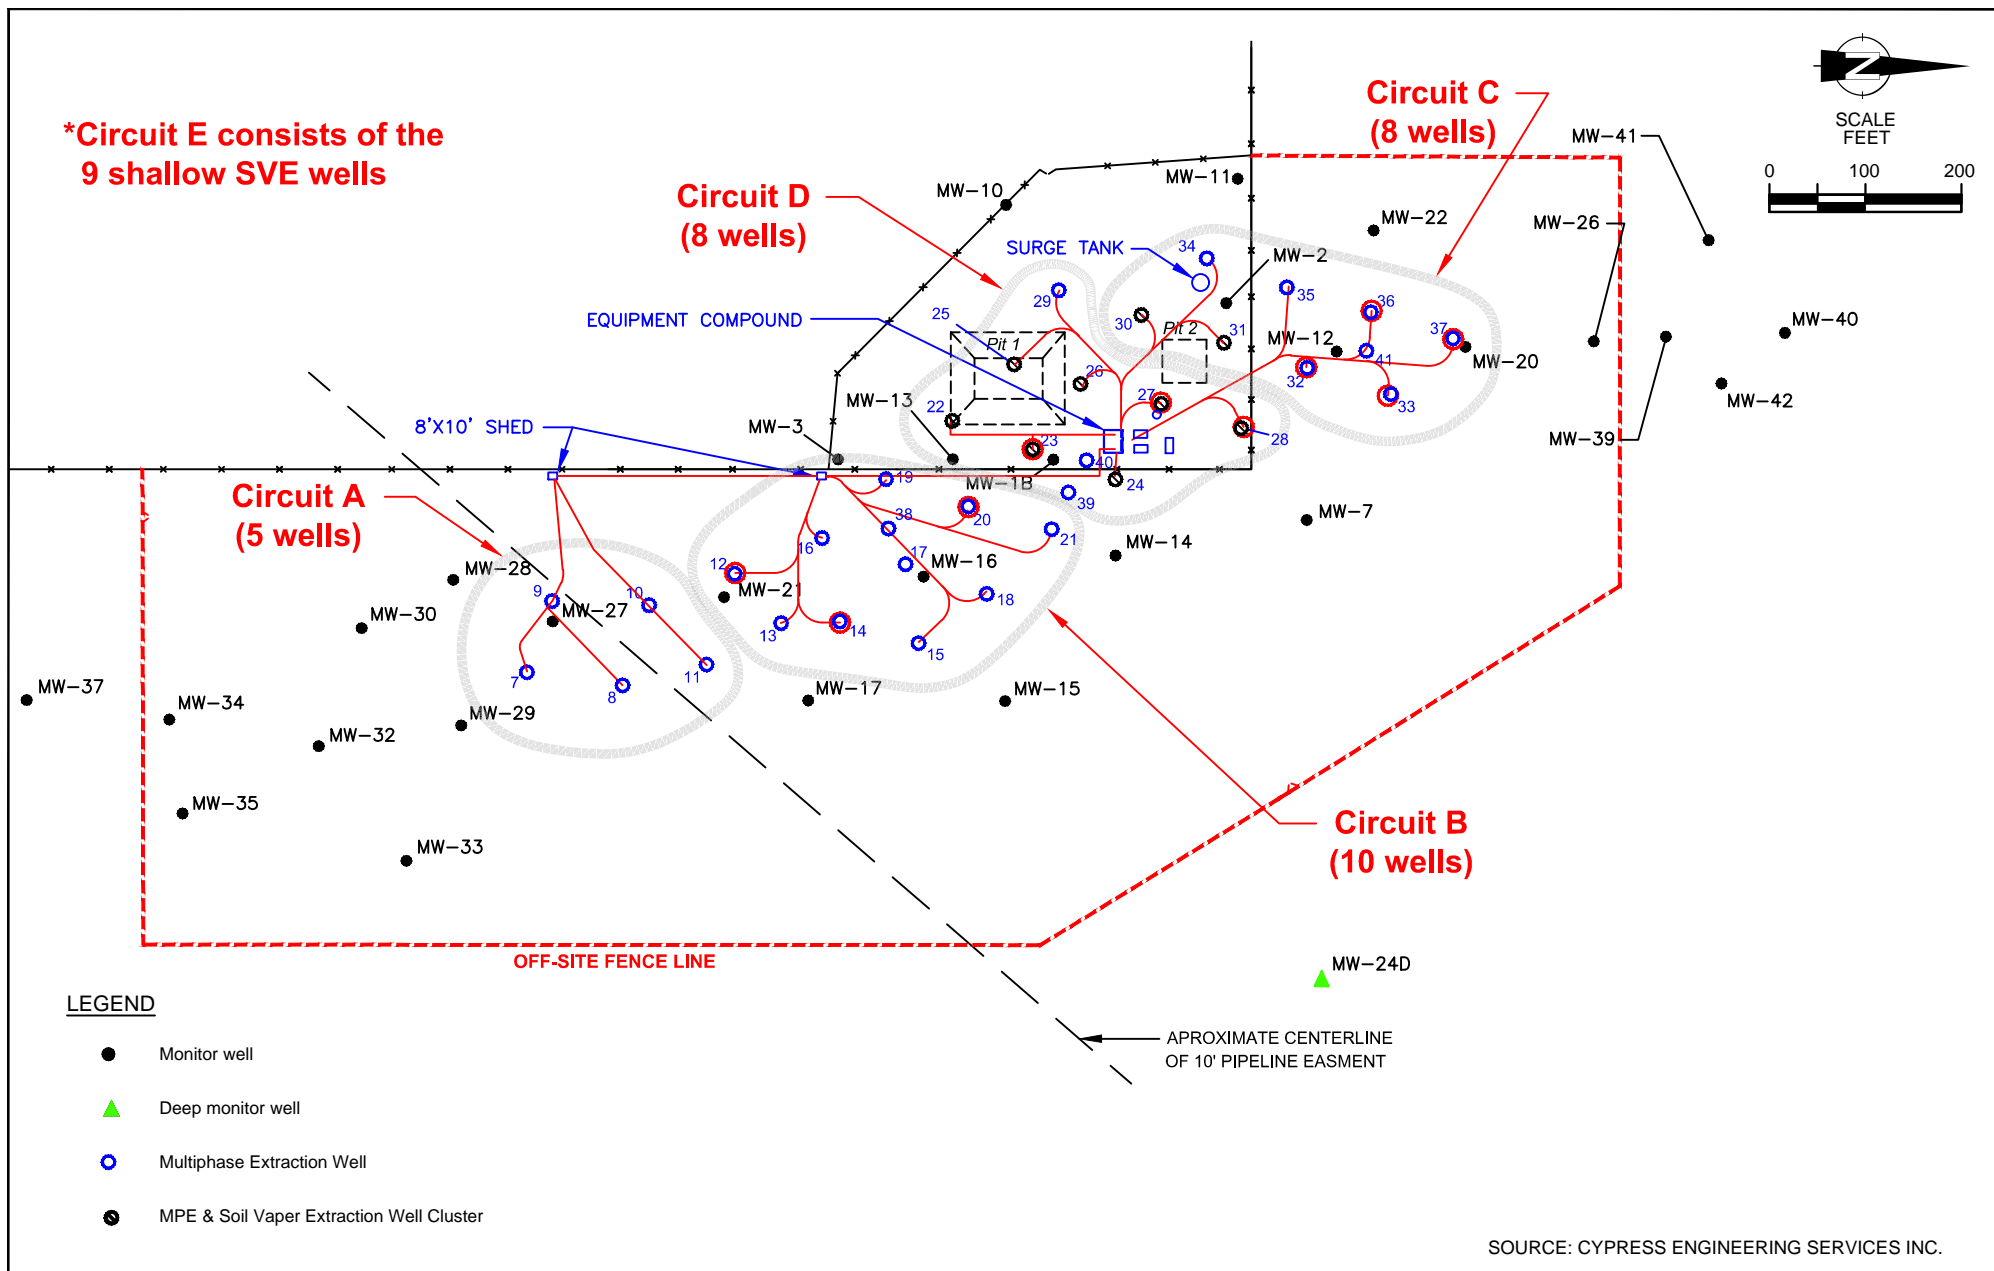 *Circuit E consists of the
9 shallow SVE wells
Circuit D
(8 wells)
Circuit C
(8 wells)
N
SCALE
FEET
0
100
200
MW-41
MW-10
MW-11
MW-22
MW-26
SURGE TANK
34
MW-2
29
35
36
25
EQUIPMENT COMPOUND
30
31
Pit 1
Pit 2
MW-12
37
MW-40
MW-20
41
26
32
33
MW-42
MW-13
22
27
8'X10' SHED
MW-3
23
28
MW-39
40
19
MW-1B
24
39
Circuit A
(5 wells)
20
38
21
MW-7
16
17
MW-14
MW-28
12
MW-16
MW-21
18
9
10
MW-27
MW-30
13
14
15
7
8
11
MW-37
MW-34
MW-29
MW-17
MW-15
MW-32
MW-35
MW-33
Circuit B
(10 wells)
OFF-SITE FENCE LINE
MW-24D
APROXIMATE CENTERLINE
OF 10' PIPELINE EASMENT
LEGEND
Monitor well
Deep monitor well
Multiphase Extraction Well
MPE & Soil Vaper Extraction Well Cluster
SOURCE: CYPRESS ENGINEERING SERVICES INC.